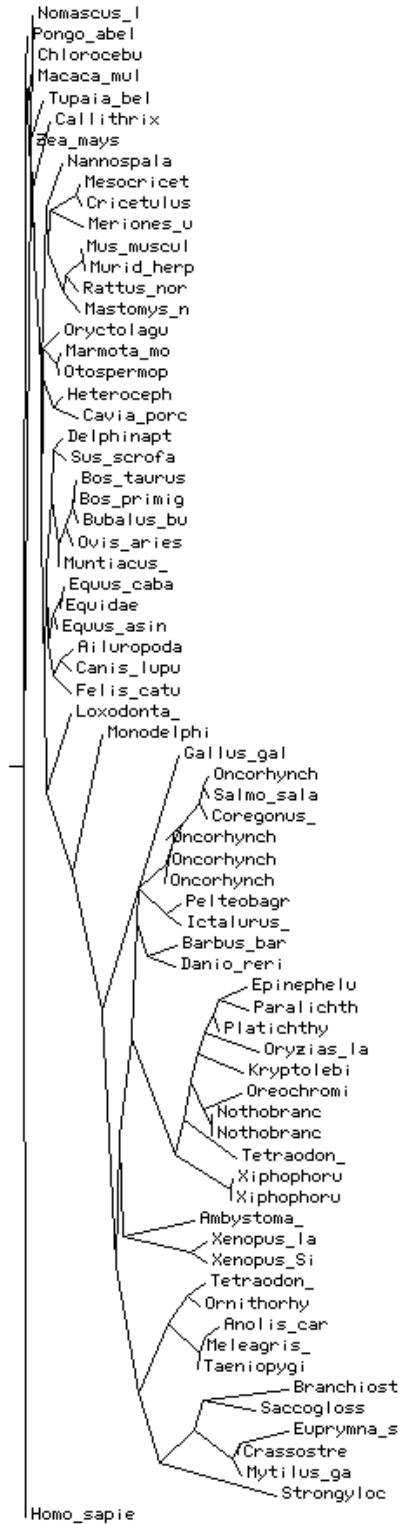 Nomascus_l
Pongo_abel
Chlorocebu
Macaca_mul
Tupaia_bel
Callithrix
Zea_mays
Nannospala
Mesocricet
Cricetulus
Meriones_u
Mus_muscul
Murid_herp
Rattus_nor
Mastomys_n
Oryctolagu
Marmota_mo
Otospermop
Heteroceph
Cavia_porc
Delphinapt
Sus_scrofa
Bos_taurus
Bos_primig
Bubalus_bu
Ovis_aries
Muntiacus_
Equus_caba
Equidae
Equus_asin
Ailuropoda
Canis_lupu
Felis_catu
Loxodonta_
Monodelphi
Gallus_gal
Oncorhynch
Salmo_sala
Coregonus_
Oncorhynch
Oncorhynch
Oncorhynch
Pelteobagr
Ictalurus_
Barbus_bar
Danio_reri
Epinephelu
Paralichth
Platichthy
Oryzias_la
Kryptolebi
Oreochromi
Nothobranc
Nothobranc
Tetraodon_
Xiphophoru
Xiphophoru
Ambystoma_
Xenopus_la
Xenopus_Si
Tetraodon_
Ornithorhy
Anolis_car
Meleagris_
Taeniopygi
Branchiost
Saccogloss
Euprymna_s
Crassostre
Mytilus_ga
Strongyloc
Homo_sapie